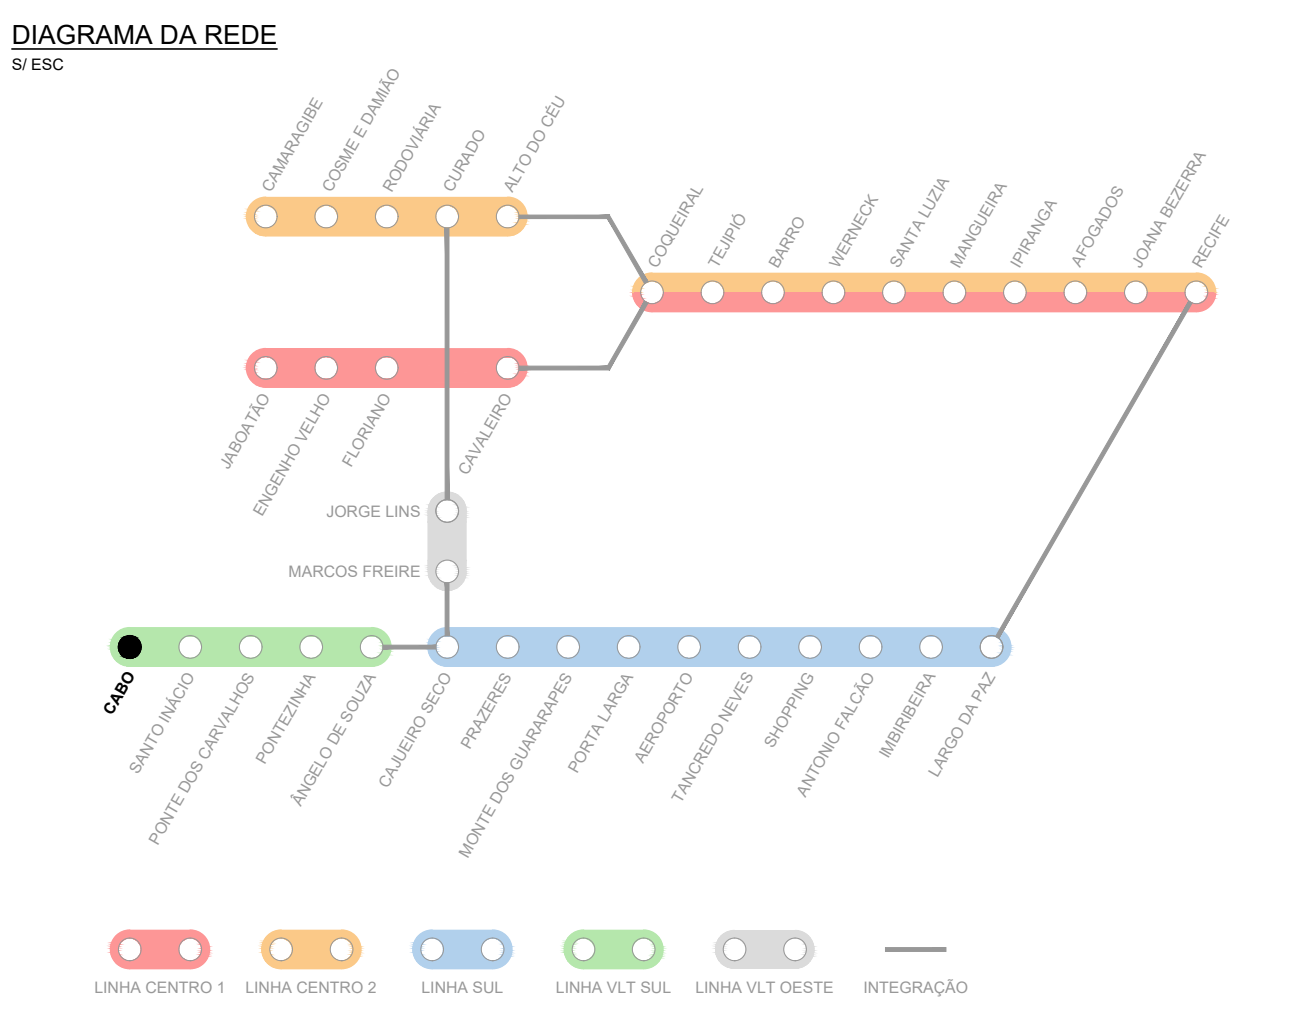 DIAGRAMA DA REDE
S/ ESC
CAMARAGIBE
COSME E DAMIÃO
RODOVIÁRIA
CURADO
ALTO DO CÉU
COQUEIRAL
TEJIPIÓ
BARRO
WERNECK
SANTA LUZIA
MANGUEIRA
IPIRANGA
AFOGADOS
JOANA BEZERRA
RECIFE
JABOATÃO
ENGENHO VELHO
FLORIANO
CAVALEIRO
JORGE LINS
MARCOS FREIRE
CABO
SANTO INÁCIO
PONTE DOS CARVALHOS
PONTEZINHA
ÂNGELO DE SOUZA
CAJUEIRO SECO
PRAZERES
MONTE DOS GUARARAPES
PORTA LARGA
AEROPORTO
TANCREDO NEVES
SHOPPING
ANTONIO FALCÃO
IMBIRIBEIRA
LARGO DA PAZ
LINHA CENTRO 1
LINHA CENTRO 2
LINHA SUL
LINHA VLT SUL
LINHA VLT OESTE
INTEGRAÇÃO